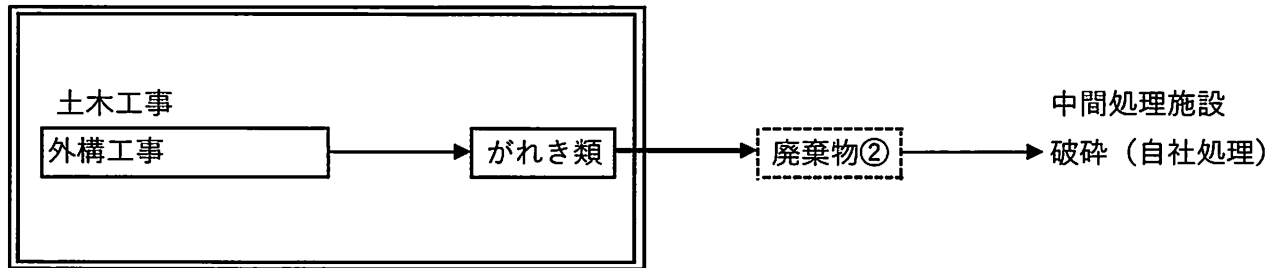 土木工事
外構工事
がれき類
廃棄物②
中間処理施設
破砕（自社処理）